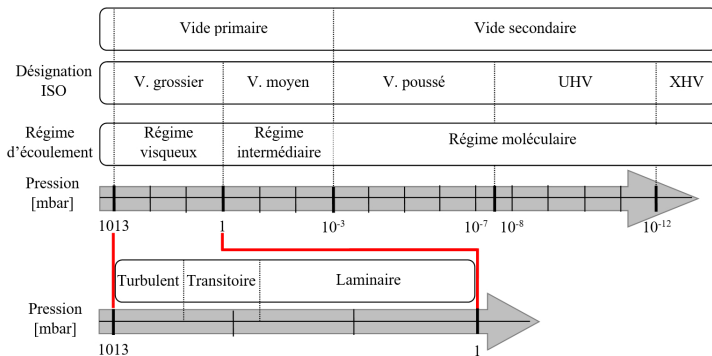 Vide primaire Vide secondaire
Désignation
ISO
V. grossier V. moyen V. poussé UHV XHV
Régime
d'écoulement
Régime
visqueux
Régime
intermédiaire
Régime moléculaire
Pression
[mbar]
1013 1 10-3 10-7 10-8 10-12
Turbulent Transitoire Laminaire
Pression
[mbar]
1013 1